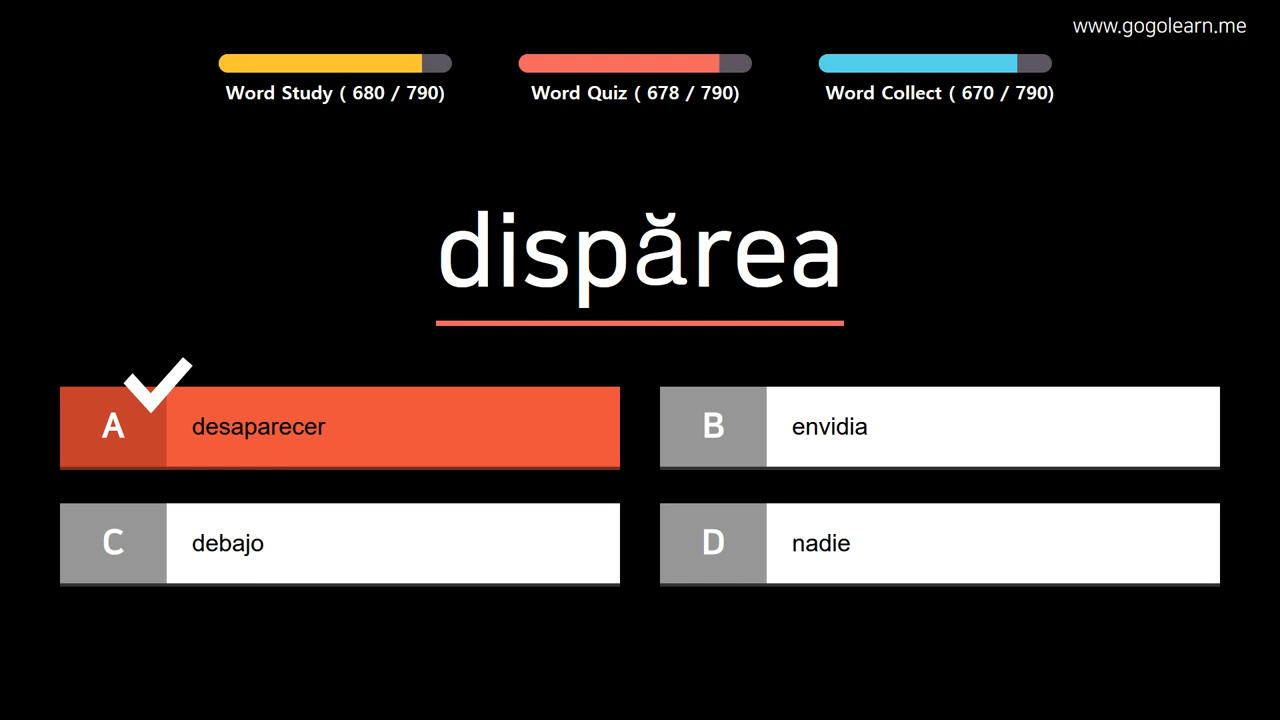 www.gogolearn.me
Word Study ( 680 / 790)
Word Quiz ( 678 / 790)
Word Collect ( 670 / 790)
dispărea
A desaparecer
B envidia
C debajo
D nadie